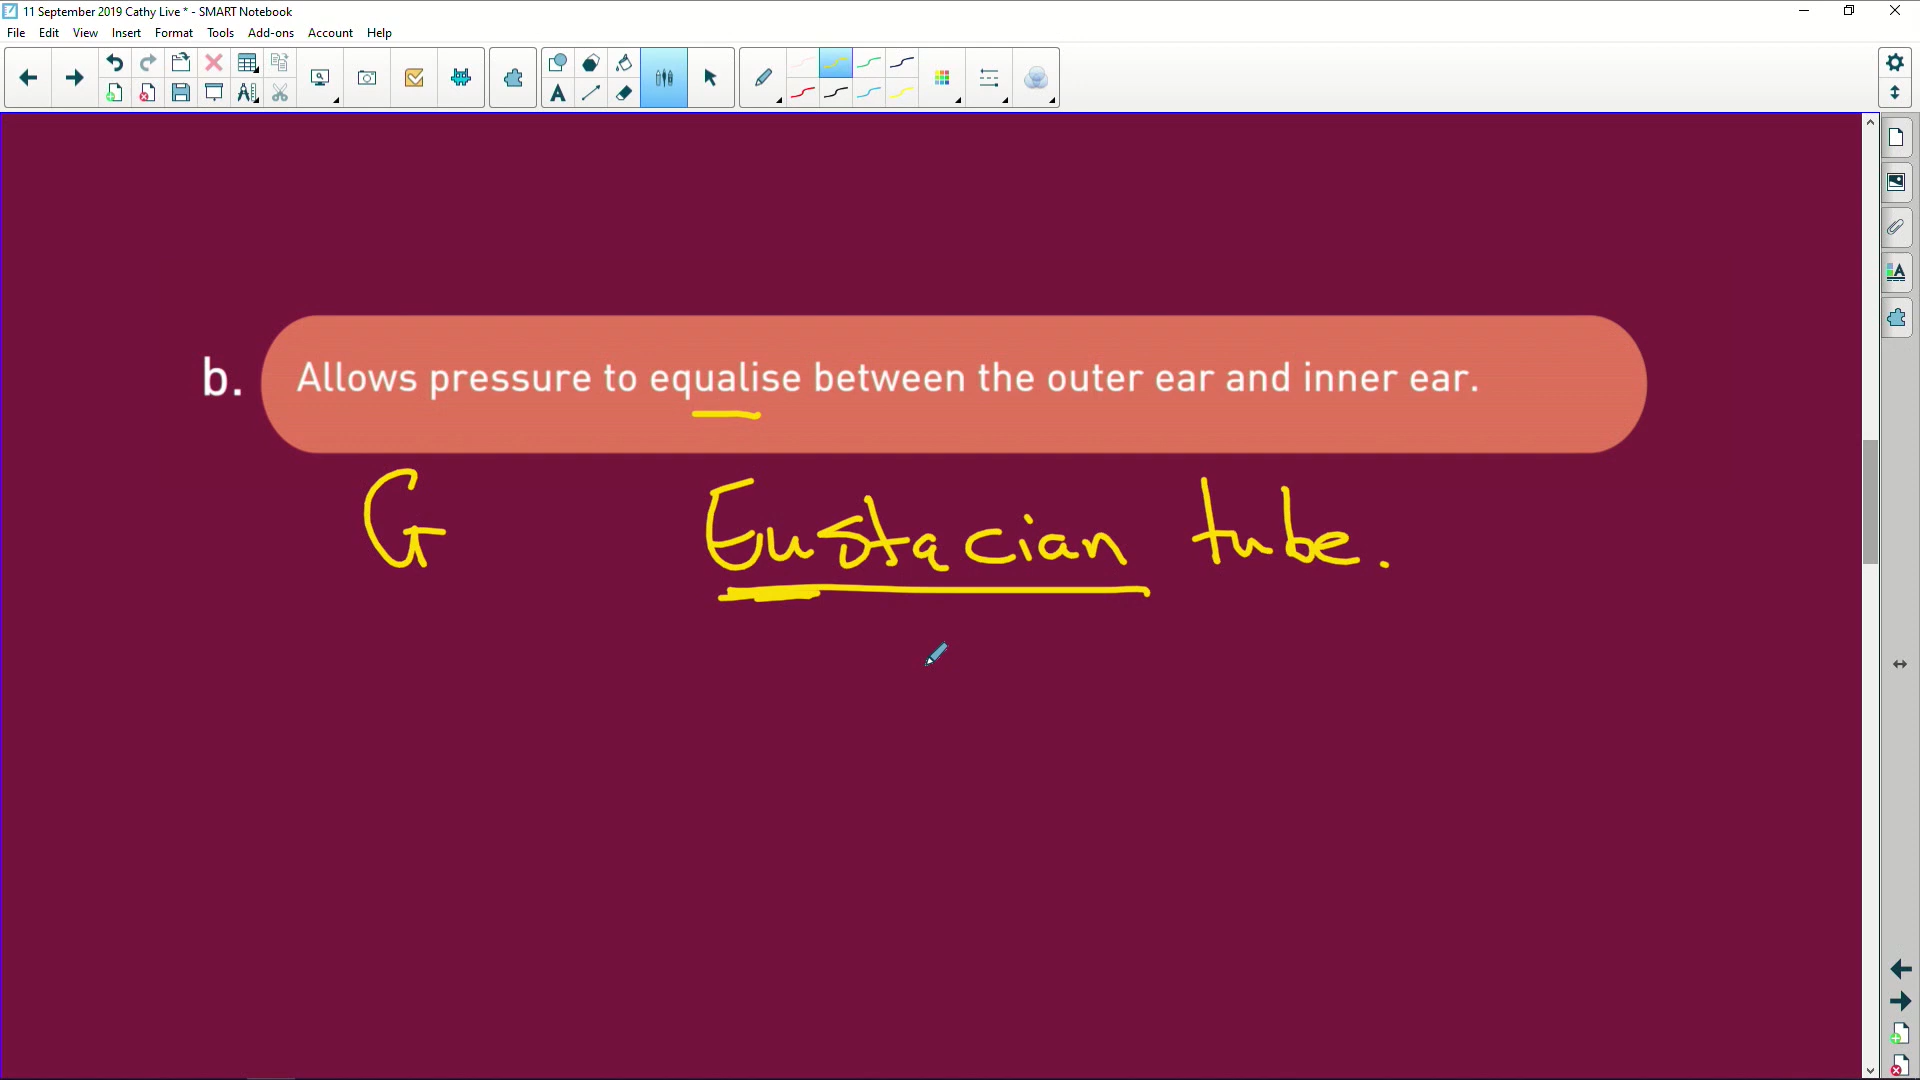 11 September 2019 Cathy Live * - SMART Notebook
File Edit View Insert Format Tools Add-ons Account Help
b. Allows pressure to equalise between the outer ear and inner ear.
G Eustacian tube.